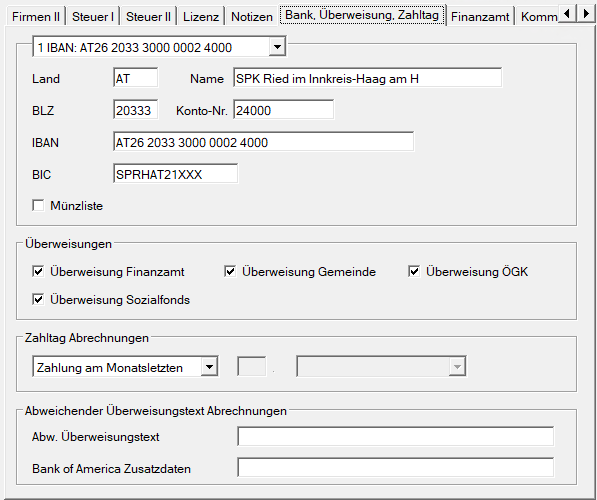 Firmen II Steuer I Steuer II Lizenz Notizen Bank, Überweisung, Zahltag Finanzamt Komm
1 IBAN: AT26 2033 3000 0002 4000
Land AT Name SPK Ried im Innkreis-Haag am H
BLZ 20333 Konto-Nr. 24000
IBAN AT26 2033 3000 0002 4000
BIC SPRHAT21XXX
Münzliste
Überweisungen
Überweisung Finanzamt Überweisung Gemeinde Überweisung ÖGK
Überweisung Sozialfonds
Zahltag Abrechnungen
Zahlung am Monatsletzten .
Abweichender Überweisungstext Abrechnungen
Abw. Überweisungstext
Bank of America Zusatzdaten